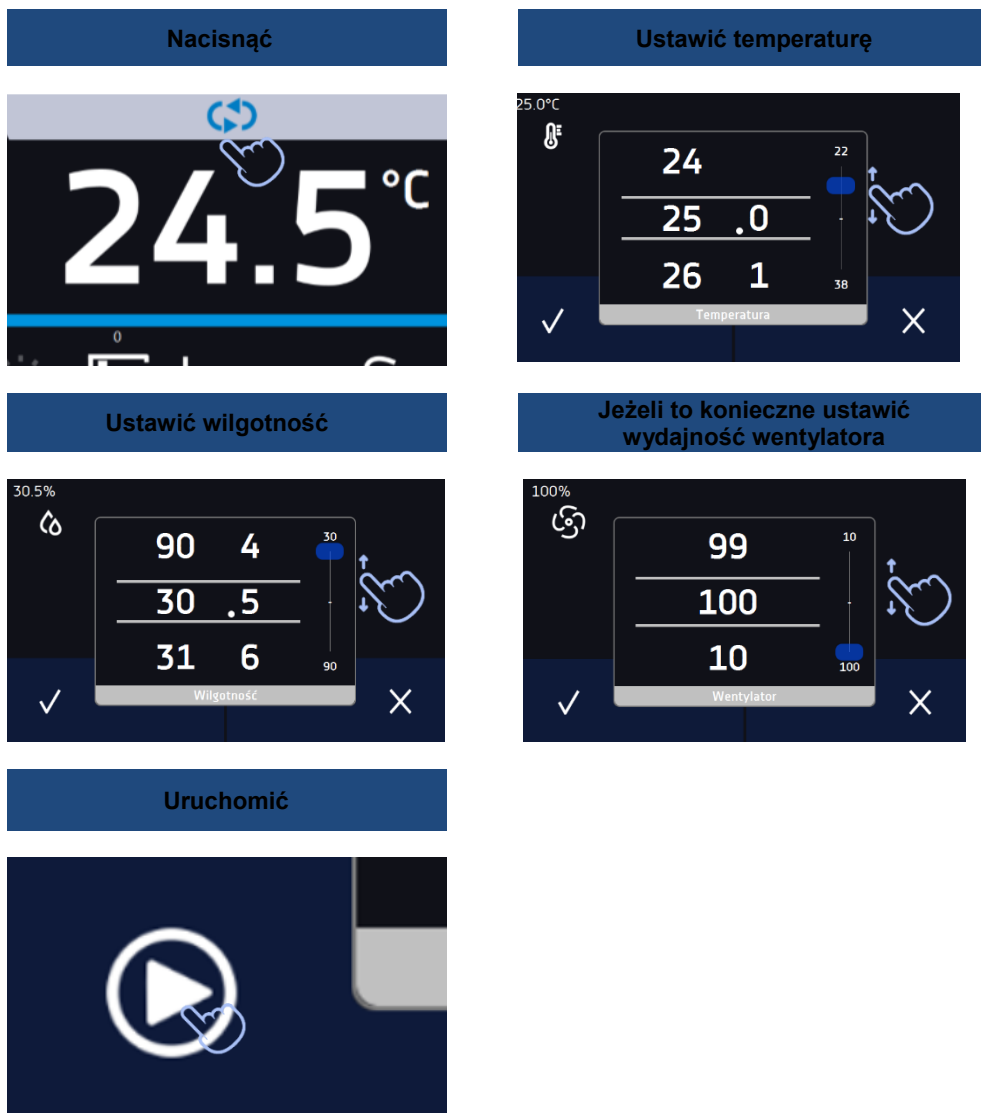 Nacisnąć
24.5 °C
0
Ustawić temperaturę
25.0°C
24
22
25 .0
26 1
38
Temperatura
Ustawić wilgotność
30.5%
90 4
30
30 .5
31 6
90
Wilgotność
Jeżeli to konieczne ustawić
wydajność wentylatora
100%
99
10
100
10
100
Wentylator
Uruchomić